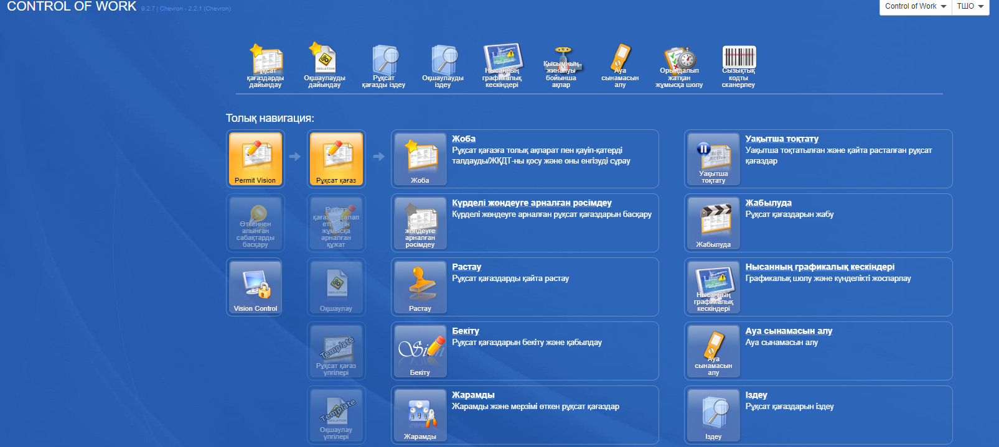 CONTROL OF WORK 9.2.7 | Chevron - 2.2.1 (Chevron)
Control of Work
ТШО
Рұқсат
қағаздарды
дайындау
Оқшаулауды
дайындау
Рұқсат
қағазды іздеу
Оқшаулауды
іздеу
Нысанның
графикалық
кескіндері
Қысымның
жиналуы
бойынша
ақпар
Ауа
сынамасын
алу
Орындалып
жатқан
жұмысқа шолу
Сызықтық
кодты
сканерлеу
Толық навигация:
Permit Vision
Рұқсат қағаз
Жоба
Жоба
Рұқсат қағазға толық ақпарат пен қауіп-қатерді
талдауды/ЖҚДТ-ны қосу және оны енгізуді сұрау
Уақытша
тоқтату
Уақытша тоқтату
Уақытша тоқтатылған және қайта расталған рұқсат
қағаздар
Өткеннен
алынған
сабақтарды
басқару
Рұқсат
қағазды талап
етпейтін
жұмысқа
арналған
құжат
Күрделі
жөндеуге
арналған
рәсімдеу
Күрделі жөндеуге арналған рәсімдеу
Күрделі жөндеуге арналған рұқсат қағаздарын басқару
Жабылуда
Жабылуда
Рұқсат қағаздарын жабу
Vision Control
ISOLATION
Оқшаулау
Растау
Растау
Рұқсат қағаздарды қайта растау
Нысанның
графикалық
кескіндері
Нысанның графикалық кескіндері
Графикалық шолу және күнделікті жоспарлау
Template
Рұқсат қағаз
үлгілері
Бекіту
Бекіту
Рұқсат қағаздарын бекіту және қабылдау
Ауа
сынамасын
алу
Ауа сынамасын алу
Ауа сынамасын алу
Template
Оқшаулау
үлгілері
Жарамды
Жарамды
Жарамды және мерзімі өткен рұқсат қағаздар
Іздеу
Іздеу
Рұқсат қағаздарын іздеу